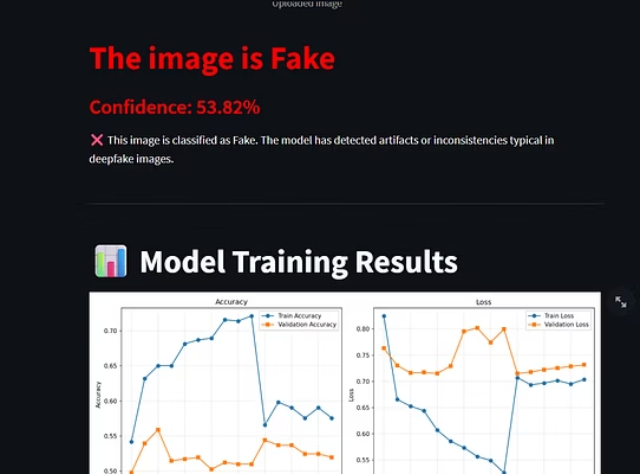 Uploaded image
The image is Fake
Confidence: 53.82%
❌ This image is classified as Fake. The model has detected artifacts or inconsistencies typical in
deepfake images.
Model Training Results
Accuracy
Loss
Train Accuracy
Validation Accuracy
Train Loss
Validation Loss
Accuracy
0.70
0.65
0.60
0.55
0.50
Loss
0.80
0.75
0.70
0.65
0.60
0.55